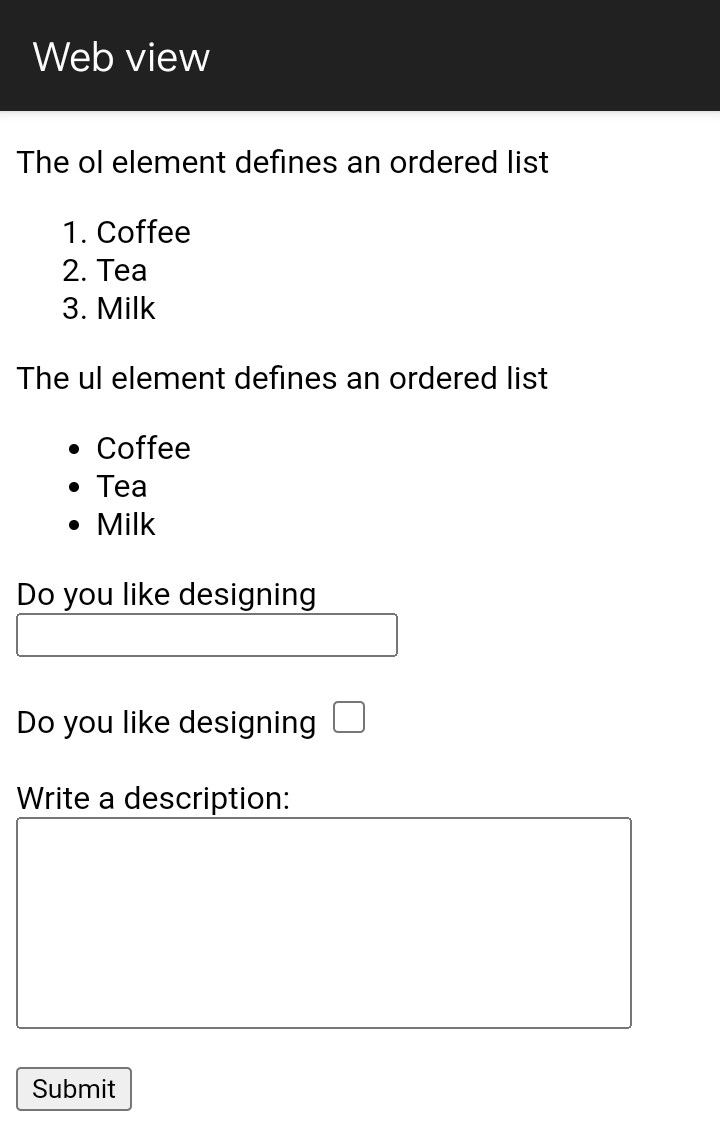 Web view
The ol element defines an ordered list
1. Coffee
2. Tea
3. Milk
The ul element defines an ordered list
• Coffee
• Tea
• Milk
Do you like designing
Do you like designing
Write a description:
Submit